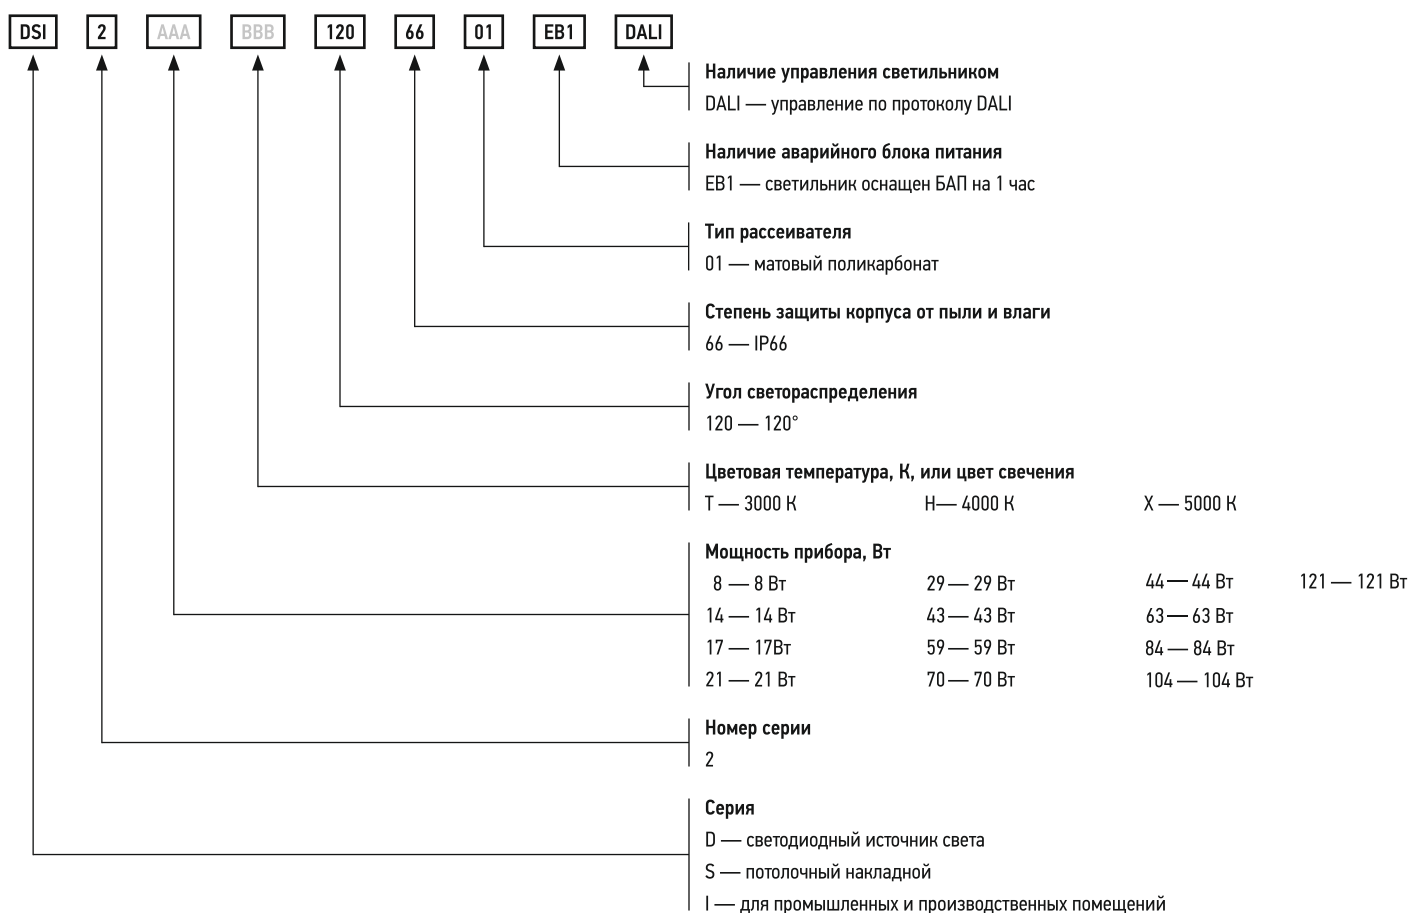 DSI 2 AAA BBB 120 66 01 EB1 DALI
Наличие управления светильником
DALI — управление по протоколу DALI
Наличие аварийного блока питания
EB1 — светильник оснащен БАП на 1 час
Тип рассеивателя
01 — матовый поликарбонат
Степень защиты корпуса от пыли и влаги
66 — IP66
Угол светораспределения
120 — 120°
Цветовая температура, К, или цвет свечения
Т — 3000 К Н— 4000 К Х — 5000 К
Мощность прибора, Вт
8 — 8 Вт 29 — 29 Вт 44 — 44 Вт 121 — 121 Вт
14 — 14 Вт 43 — 43 Вт 63 — 63 Вт
17 — 17Вт 59 — 59 Вт 84 — 84 Вт
21 — 21 Вт 70 — 70 Вт 104 — 104 Вт
Номер серии
2
Серия
D — светодиодный источник света
S — потолочный накладной
I — для промышленных и производственных помещений